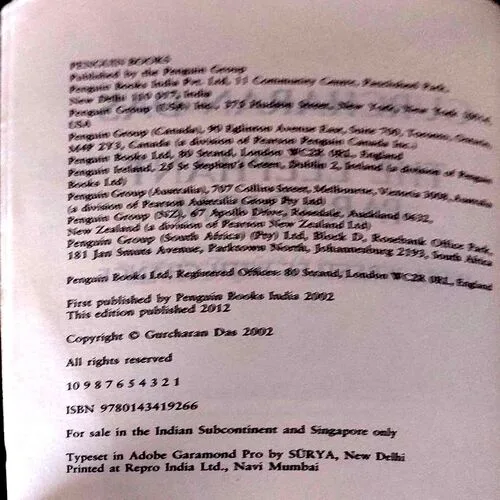 PENGUIN BOOKS
Published by the Penguin Group
Penguin Books India Pvt. Ltd, 11 Community Centre, Panchsheel Park,
New Delhi 110 017, India
Penguin Group (USA) Inc., 375 Hudson Street, New York, New York 10014,
USA
Penguin Group (Canada), 90 Eglinton Avenue East, Suite 700, Toronto, Ontario,
M4P 2Y3, Canada (a division of Pearson Penguin Canada Inc.)
Penguin Books Ltd, 80 Strand, London WC2R 0RL, England
Penguin Ireland, 25 St Stephen's Green, Dublin 2, Ireland (a division of Penguin
Books Ltd)
Penguin Group (Australia), 707 Collins Street, Melbourne, Victoria 3008, Australia
(a division of Pearson Australia Group Pty Ltd)
Penguin Group (NZ), 67 Apollo Drive, Rosedale, Auckland 0632,
New Zealand (a division of Pearson New Zealand Ltd)
Penguin Group (South Africa) (Pty) Ltd, Block D, Rosebank Office Park,
181 Jan Smuts Avenue, Parktown North, Johannesburg 2193, South Africa
Penguin Books Ltd, Registered Offices: 80 Strand, London WC2R 0RL, England
First published by Penguin Books India 2002
This edition published 2012
Copyright © Gurcharan Das 2002
All rights reserved
10 9 8 7 6 5 4 3 2 1
ISBN 9780143419266
For sale in the Indian Subcontinent and Singapore only
Typeset in Adobe Garamond Pro by SŪRYA, New Delhi
Printed at Repro India Ltd., Navi Mumbai